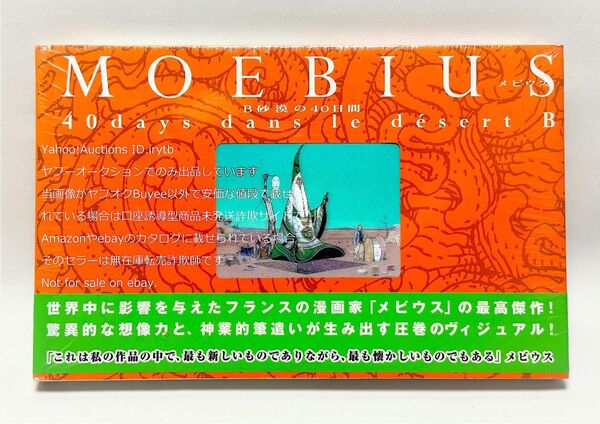 MOEBIUS
メビウス
B砂漠の40日間
40days dans le désert B
Yahoo!Auctions ID.irytb
ヤフーオークションでのみ出品しています
当画像がヤフオクBuyee以外で安価な値段で載せ
れている場合は口座誘導型商品未発送詐欺サイ
Amazonやebayのカタログに載せられている場合
そのセラーは無在庫転売詐欺師です
Not for sale on ebay.
世界中に影響を与えたフランスの漫画家「メビウス」の最高傑作!
驚異的な想像力と、神業的筆遣いが生み出す圧巻のヴィジュアル!
『これは私の作品の中で、最も新しいものでありながら、最も懐かしいものでもある』メビウス